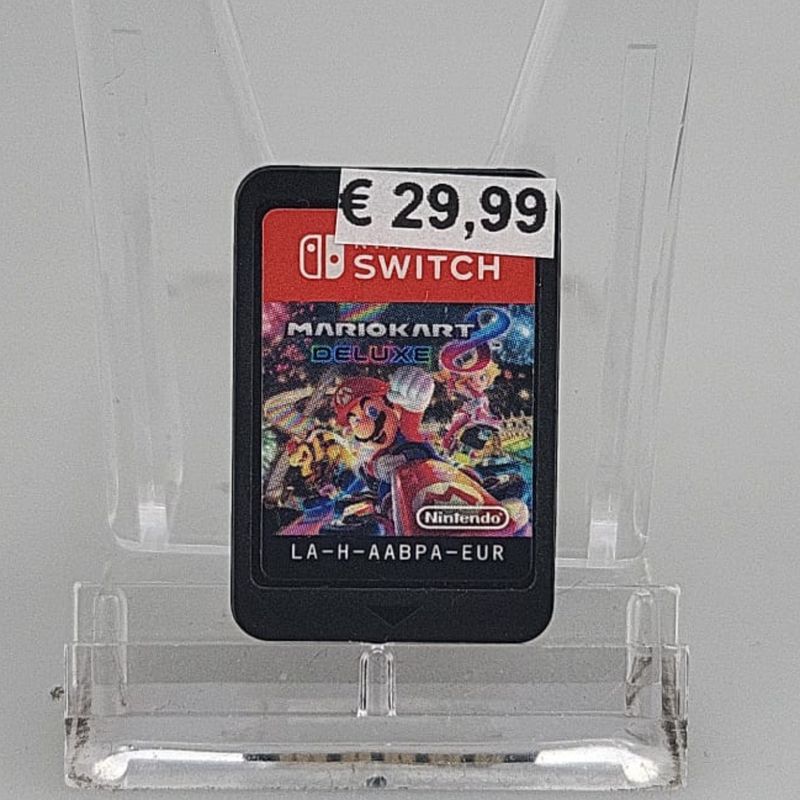 € 29,99
SWITCH
MARIOKART 8
DELUXE
Nintendo
LA-H-AABPA-EUR